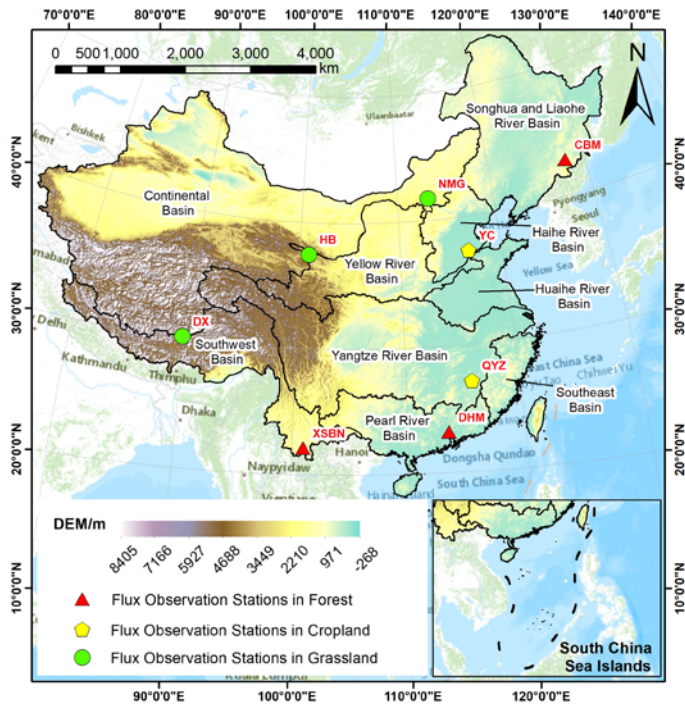 70°0'0"E 80°0'0"E 90°0'0"E 100°0'0"E 110°0'0"E 120°0'0"E 130°0'0"E 140°0'0"E
0 500 1,000 2,000 3,000 4,000
km
N
Ulaanbaatar
Songhua and Liaohe
River Basin
CBM
Bishkek
40°0'0"N
40°0'0"N
NMG
Pyongyang
Seoul
Continental
Basin
YC
Haihe River
Basin
HB
Yellow River
Basin
Yellow Sea
Huaihe River
Basin
30°0'0"N
30°0'0"N
Delhi
DX
Southwest
Basin
Yangtze River Basin
Kathmandu
Thimphu
QYZ
East China Sea
Chihwei Yu
Southeast
Basin
Dhaka
Pearl River
Basin
DHM
XSBN
Hanoi
Naypyidaw
Dongsha Qundao
20°0'0"N
20°0'0"N
South China Sea
DEM/m
8405 7166 5927 4688 3449 2210 971 -268
10°0'0"N
10°0'0"N
Flux Observation Stations in Forest
Flux Observation Stations in Cropland
Flux Observation Stations in Grassland
South China
Sea Islands
Kuala Lumpur
90°0'0"E 100°0'0"E 110°0'0"E 120°0'0"E